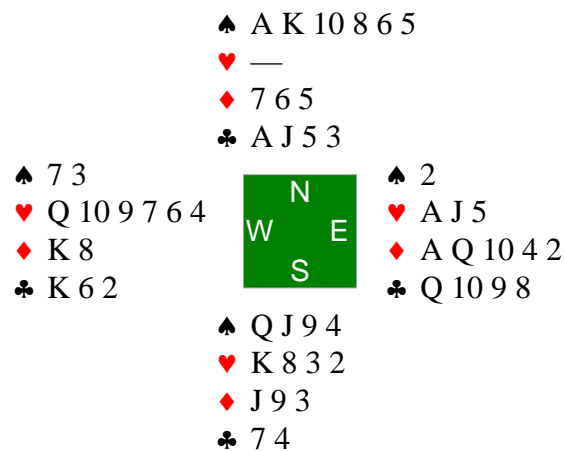 ♠ A K 10 8 6 5
♥ —
♦ 7 6 5
♣ A J 5 3
♠ 7 3
♥ Q 10 9 7 6 4
♦ K 8
♣ K 6 2
N
W E
S
♠ 2
♥ A J 5
♦ A Q 10 4 2
♣ Q 10 9 8
♠ Q J 9 4
♥ K 8 3 2
♦ J 9 3
♣ 7 4